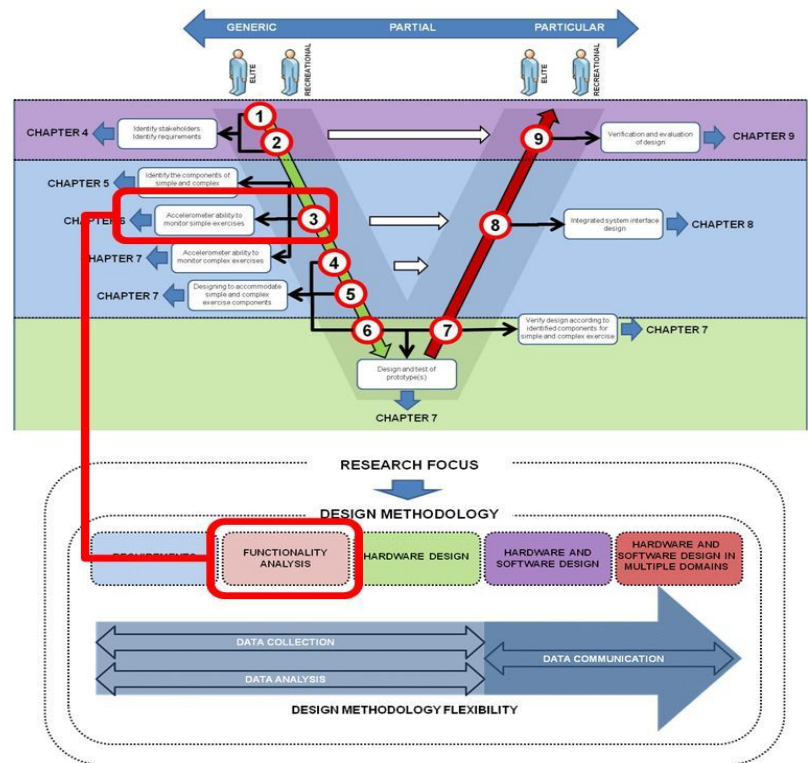 GENERIC PARTIAL PARTICULAR
ELITE RECREATIONAL ELITE RECREATIONAL
CHAPTER 4
Identify stakeholders
Identify requirements
1
2
9
Verification and evaluation of
design
CHAPTER 9
CHAPTER 5
Identify the components of
simple and complex
CHAPTER 6
Accelerometer ability to
monitor simple exercises
3
8
Integrated system interface
design
CHAPTER 8
CHAPTER 7
Accelerometer ability to
monitor complex exercises
4
CHAPTER 7
Designing to accommodate
simple and complex
exercise components
5
6
7
Verify design according to
identified components for
simple and complex exercise
CHAPTER 7
Design and test of
prototype(s)
CHAPTER 7
RESEARCH FOCUS
DESIGN METHODOLOGY
REQUIREMENTS
FUNCTIONALITY
ANALYSIS
HARDWARE DESIGN
HARDWARE AND
SOFTWARE DESIGN
HARDWARE AND
SOFTWARE DESIGN IN
MULTIPLE DOMAINS
DATA COLLECTION
DATA COMMUNICATION
DATA ANALYSIS
DESIGN METHODOLOGY FLEXIBILITY